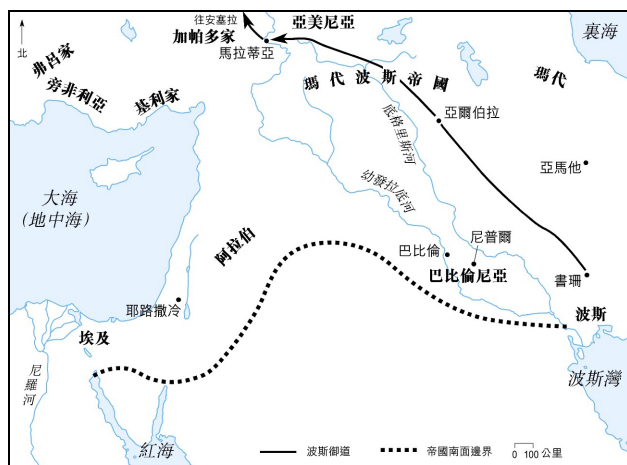 往安塞拉
亞美尼亞
裏海
北
加帕多家
馬拉蒂亞
弗呂家
旁非利亞
基利家
瑪代波斯帝國
瑪代
亞爾伯拉
底格里斯河
亞馬他
大海
(地中海)
幼發拉底河
阿拉伯
巴比倫
尼普爾
巴比倫尼亞
書珊
耶路撒冷
波斯
埃及
尼羅河
波斯灣
紅海
波斯御道
帝國南面邊界
0 100 公里